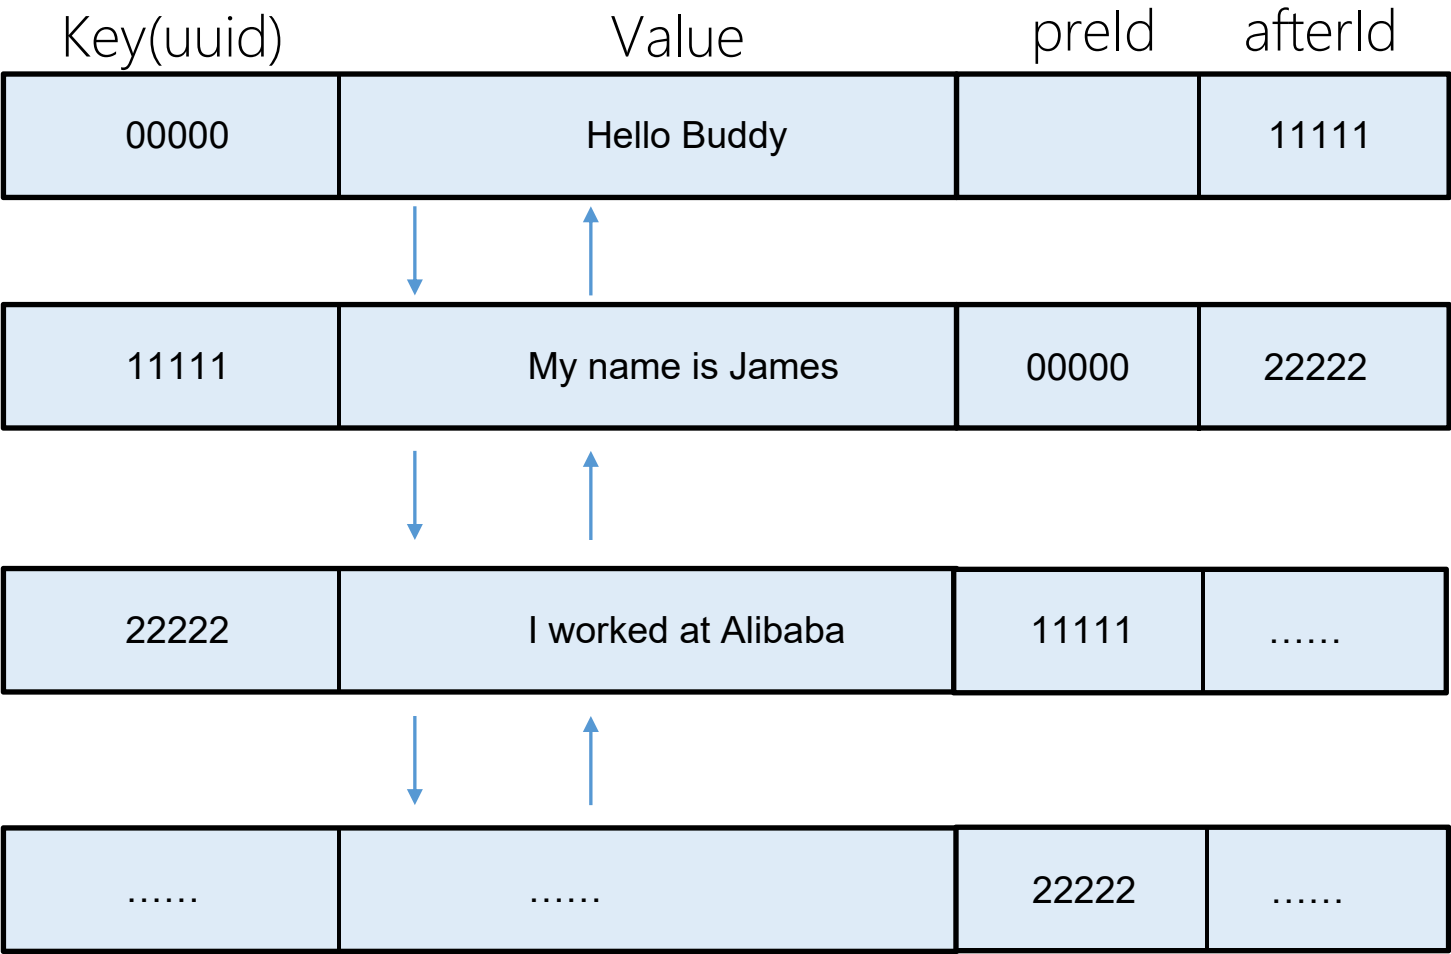 Key(uuid) Value preId afterId
00000 Hello Buddy 11111
11111 My name is James 00000 22222
22222 I worked at Alibaba 11111 ......
...... ...... 22222 ......